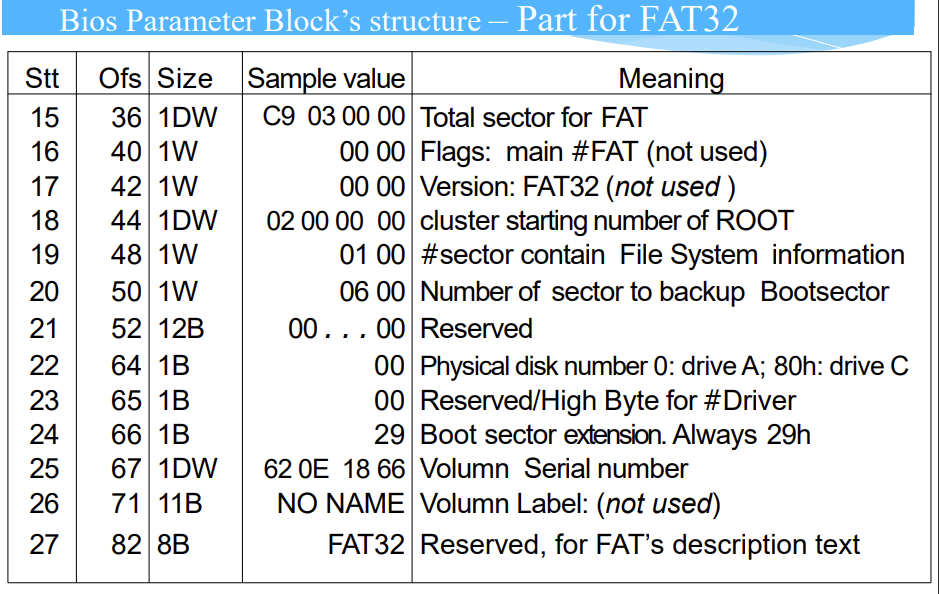 Bios Parameter Block’s structure – Part for FAT32
Stt Ofs Size Sample value Meaning
15 36 1DW C9 03 00 00 Total sector for FAT
16 40 1W 00 00 Flags: main #FAT (not used)
17 42 1W 00 00 Version: FAT32 (not used )
18 44 1DW 02 00 00 00 cluster starting number of ROOT
19 48 1W 01 00 #sector contain File System information
20 50 1W 06 00 Number of sector to backup Bootsector
21 52 12B 00 . . . 00 Reserved
22 64 1B 00 Physical disk number 0: drive A; 80h: drive C
23 65 1B 00 Reserved/High Byte for #Driver
24 66 1B 29 Boot sector extension. Always 29h
25 67 1DW 62 0E 18 66 Volumn Serial number
26 71 11B NO NAME Volumn Label: (not used)
27 82 8B FAT32 Reserved, for FAT’s description text